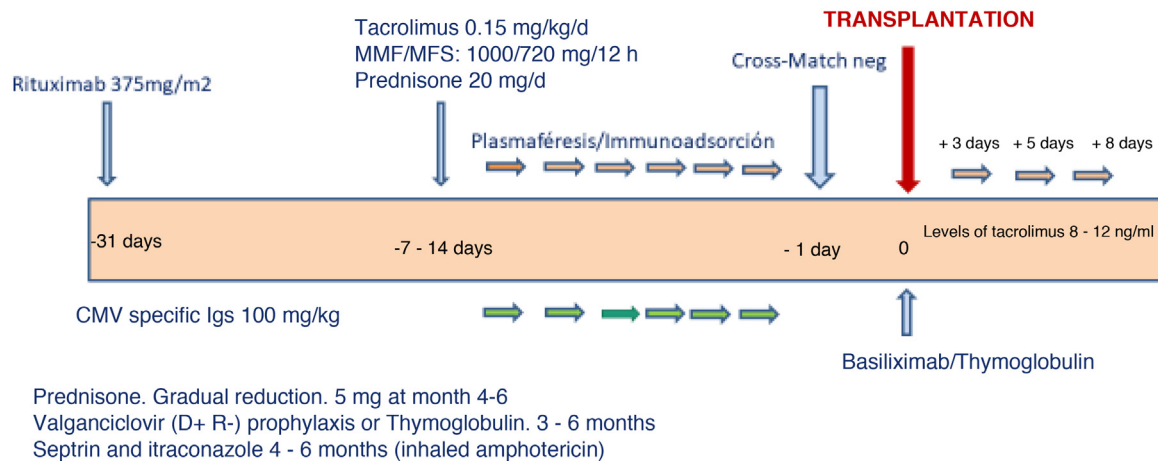 TRANSPLANTATION
Tacrolimus 0.15 mg/kg/d
MMF/MFS: 1000/720 mg/12 h
Prednisone 20 mg/d
Cross-Match neg
Rituximab 375mg/m2
Plasmaféresis/Immunoadsorción
+ 3 days
+ 5 days
+ 8 days
-31 days
-7 - 14 days
- 1 day
0
Levels of tacrolimus 8 - 12 ng/ml
CMV specific Igs 100 mg/kg
Basiliximab/Thymoglobulin
Prednisone. Gradual reduction. 5 mg at month 4-6
Valganciclovir (D+ R-) prophylaxis or Thymoglobulin. 3 - 6 months
Septrin and itraconazole 4 - 6 months (inhaled amphotericin)